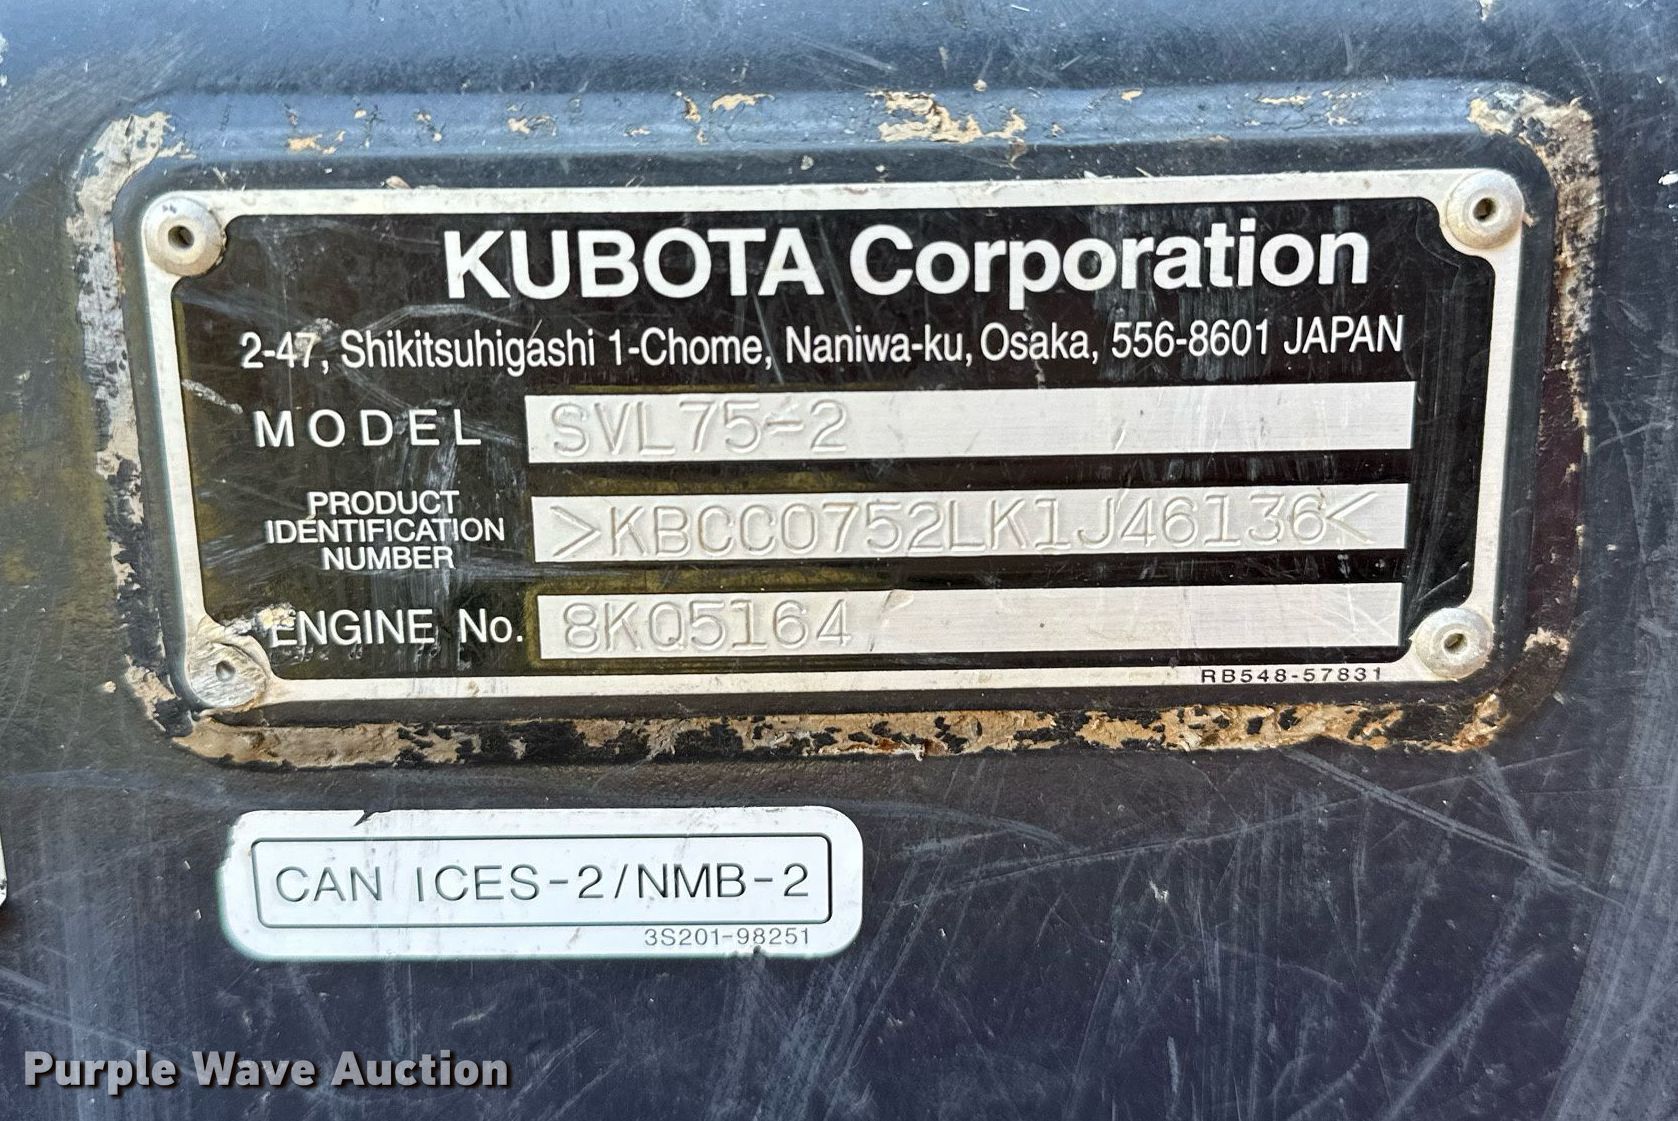 KUBOTA Corporation
2-47, Shikitsuhigashi 1-Chome, Naniwa-ku, Osaka, 556-8601 JAPAN
MODEL SVL75-2
PRODUCT
IDENTIFICATION
NUMBER >KBCC0752LK1J46136<
ENGINE No. 8KQ5164
RB548-57831
CAN ICES-2/NMB-2
3S201-98251
Purple Wave Auction